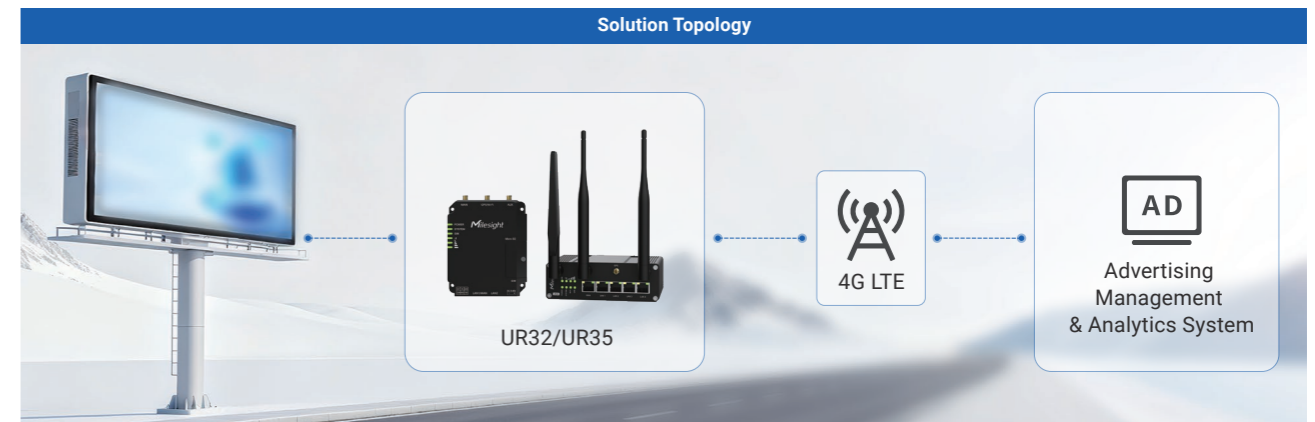 Solution Topology
Milesight
UR32/UR35
4G LTE
AD
Advertising
Management
& Analytics System